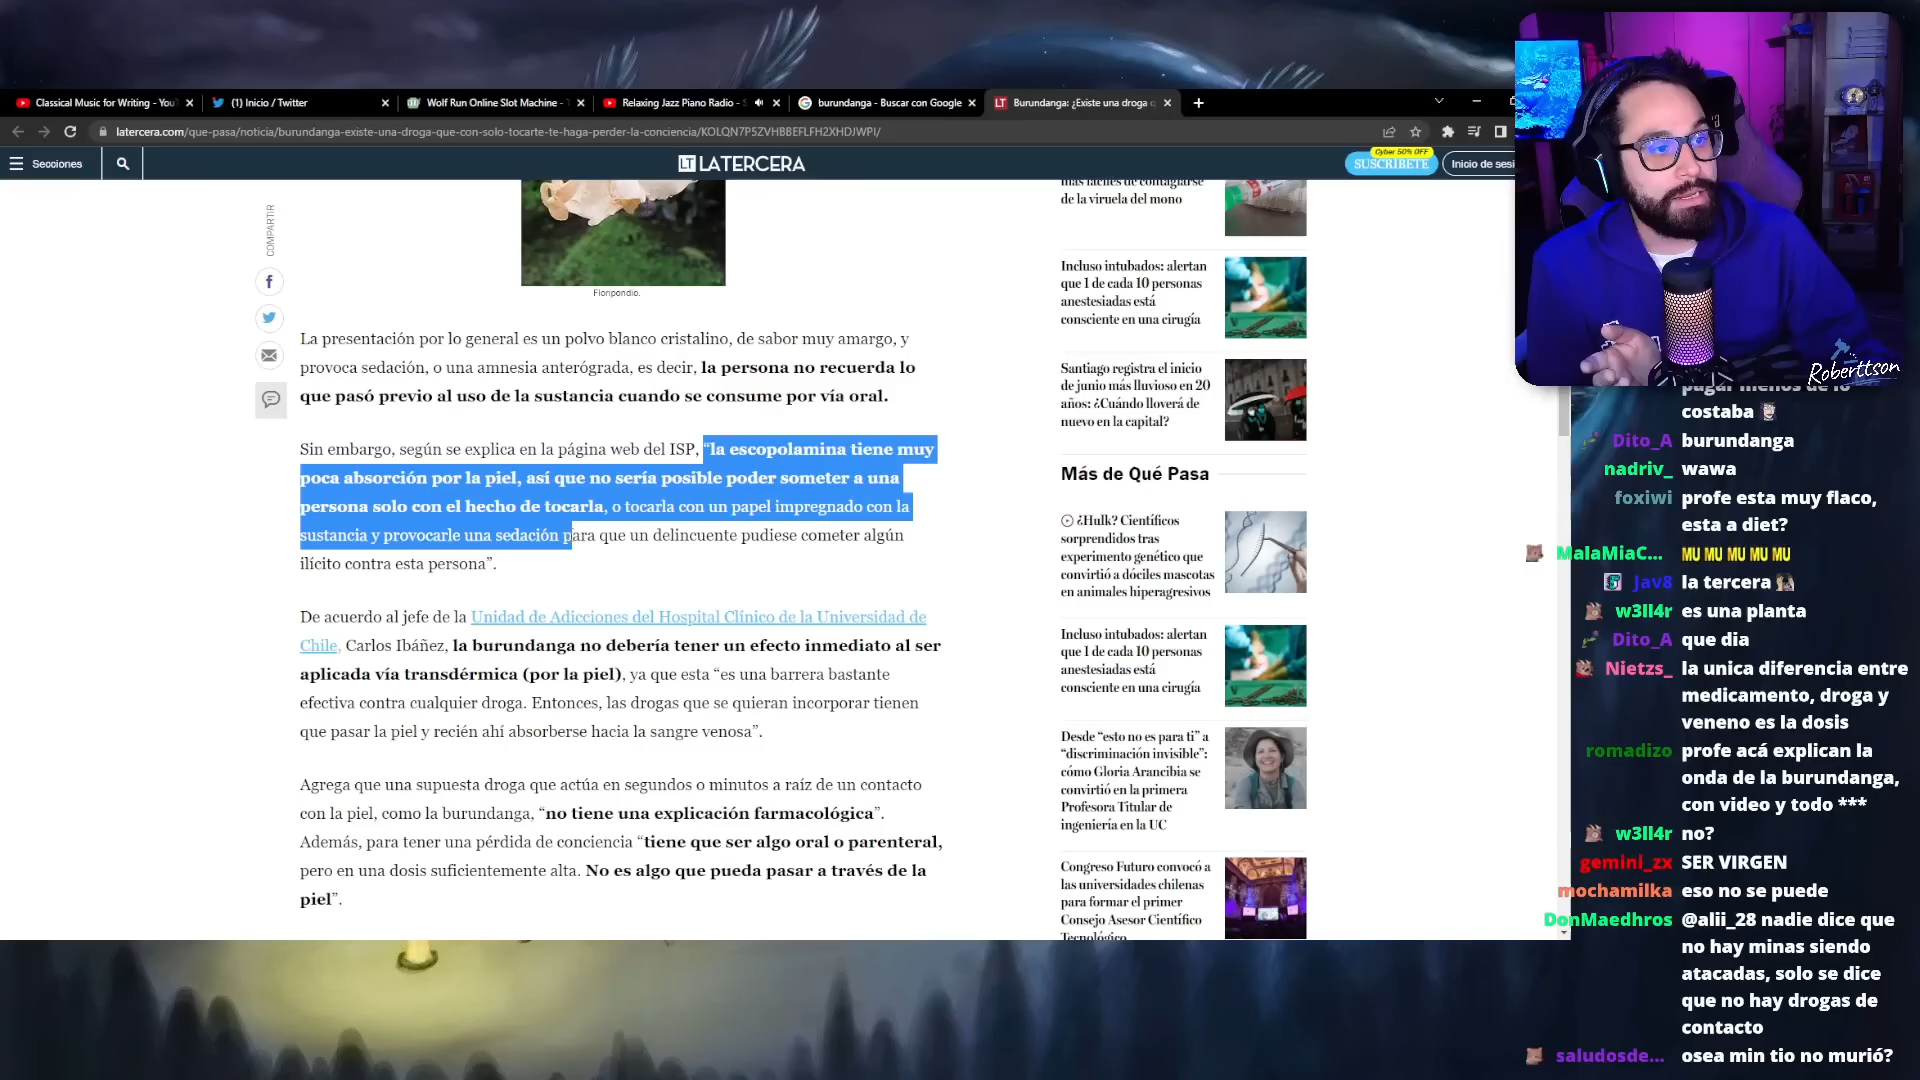 Classical Music for Writing - You
(1) Inicio / Twitter
Wolf Run Online Slot Machine -
Relaxing Jazz Piano Radio - S
burundanga - Buscar con Google
LT Burundanga: ¿Existe una droga q
latercera.com/que-pasa/noticia/burundanga-existe-una-droga-que-con-solo-tocarte-te-haga-perder-la-conciencia/KOLQN7P5ZVHBBEFLFH2XHDJWPI/
Secciones
LT LATERCERA
Cyber 50% OFF
SUSCRÍBETE
Inicio de sesi
COMPARTIR
Floripondio.
La presentación por lo general es un polvo blanco cristalino, de sabor muy amargo, y
provoca sedación, o una amnesia anterógrada, es decir, la persona no recuerda lo
que pasó previo al uso de la sustancia cuando se consume por vía oral.
Sin embargo, según se explica en la página web del ISP, “la escopolamina tiene muy
poca absorción por la piel, así que no sería posible poder someter a una
persona solo con el hecho de tocarla, o tocarla con un papel impregnado con la
sustancia y provocarle una sedación para que un delincuente pudiese cometer algún
ilícito contra esta persona”.
De acuerdo al jefe de la Unidad de Adicciones del Hospital Clínico de la Universidad de
Chile, Carlos Ibáñez, la burundanga no debería tener un efecto inmediato al ser
aplicada vía transdérmica (por la piel), ya que esta “es una barrera bastante
efectiva contra cualquier droga. Entonces, las drogas que se quieran incorporar tienen
que pasar la piel y recién ahí absorberse hacia la sangre venosa”.
Agrega que una supuesta droga que actúa en segundos o minutos a raíz de un contacto
con la piel, como la burundanga, “no tiene una explicación farmacológica”.
Además, para tener una pérdida de conciencia “tiene que ser algo oral o parenteral,
pero en una dosis suficientemente alta. No es algo que pueda pasar a través de la
piel”.
más fáciles de contagiarse
de la viruela del mono
Incluso intubados: alertan
que 1 de cada 10 personas
anestesiadas está
consciente en una cirugía
Santiago registra el inicio
de junio más lluvioso en 20
años: ¿Cuándo lloverá de
nuevo en la capital?
Más de Qué Pasa
¿Hulk? Científicos
sorprendidos tras
experimento genético que
convirtió a dóciles mascotas
en animales hiperagresivos
Incluso intubados: alertan
que 1 de cada 10 personas
anestesiadas está
consciente en una cirugía
Desde “esto no es para ti” a
“discriminación invisible”:
cómo Gloria Arancibia se
convirtió en la primera
Profesora Titular de
ingeniería en la UC
Congreso Futuro convocó a
las universidades chilenas
para formar el primer
Consejo Asesor Científico
Tecnológico
Roberttson
pagar menos de lo
costaba
Dito_A burundanga
nadriv_ wawa
foxiwi profe esta muy flaco,
esta a diet?
MalaMiaC... MU MU MU MU MU
Jav8 la tercera
w3ll4r es una planta
Dito_A que dia
Nietzs_ la unica diferencia entre
medicamento, droga y
veneno es la dosis
romadizo profe acá explican la
onda de la burundanga,
con video y todo ***
w3ll4r no?
gemini_zx SER VIRGEN
mochamilka eso no se puede
DonMaedhros @alii_28 nadie dice que
no hay minas siendo
atacadas, solo se dice
que no hay drogas de
contacto
saludosde... osea min tio no murió?